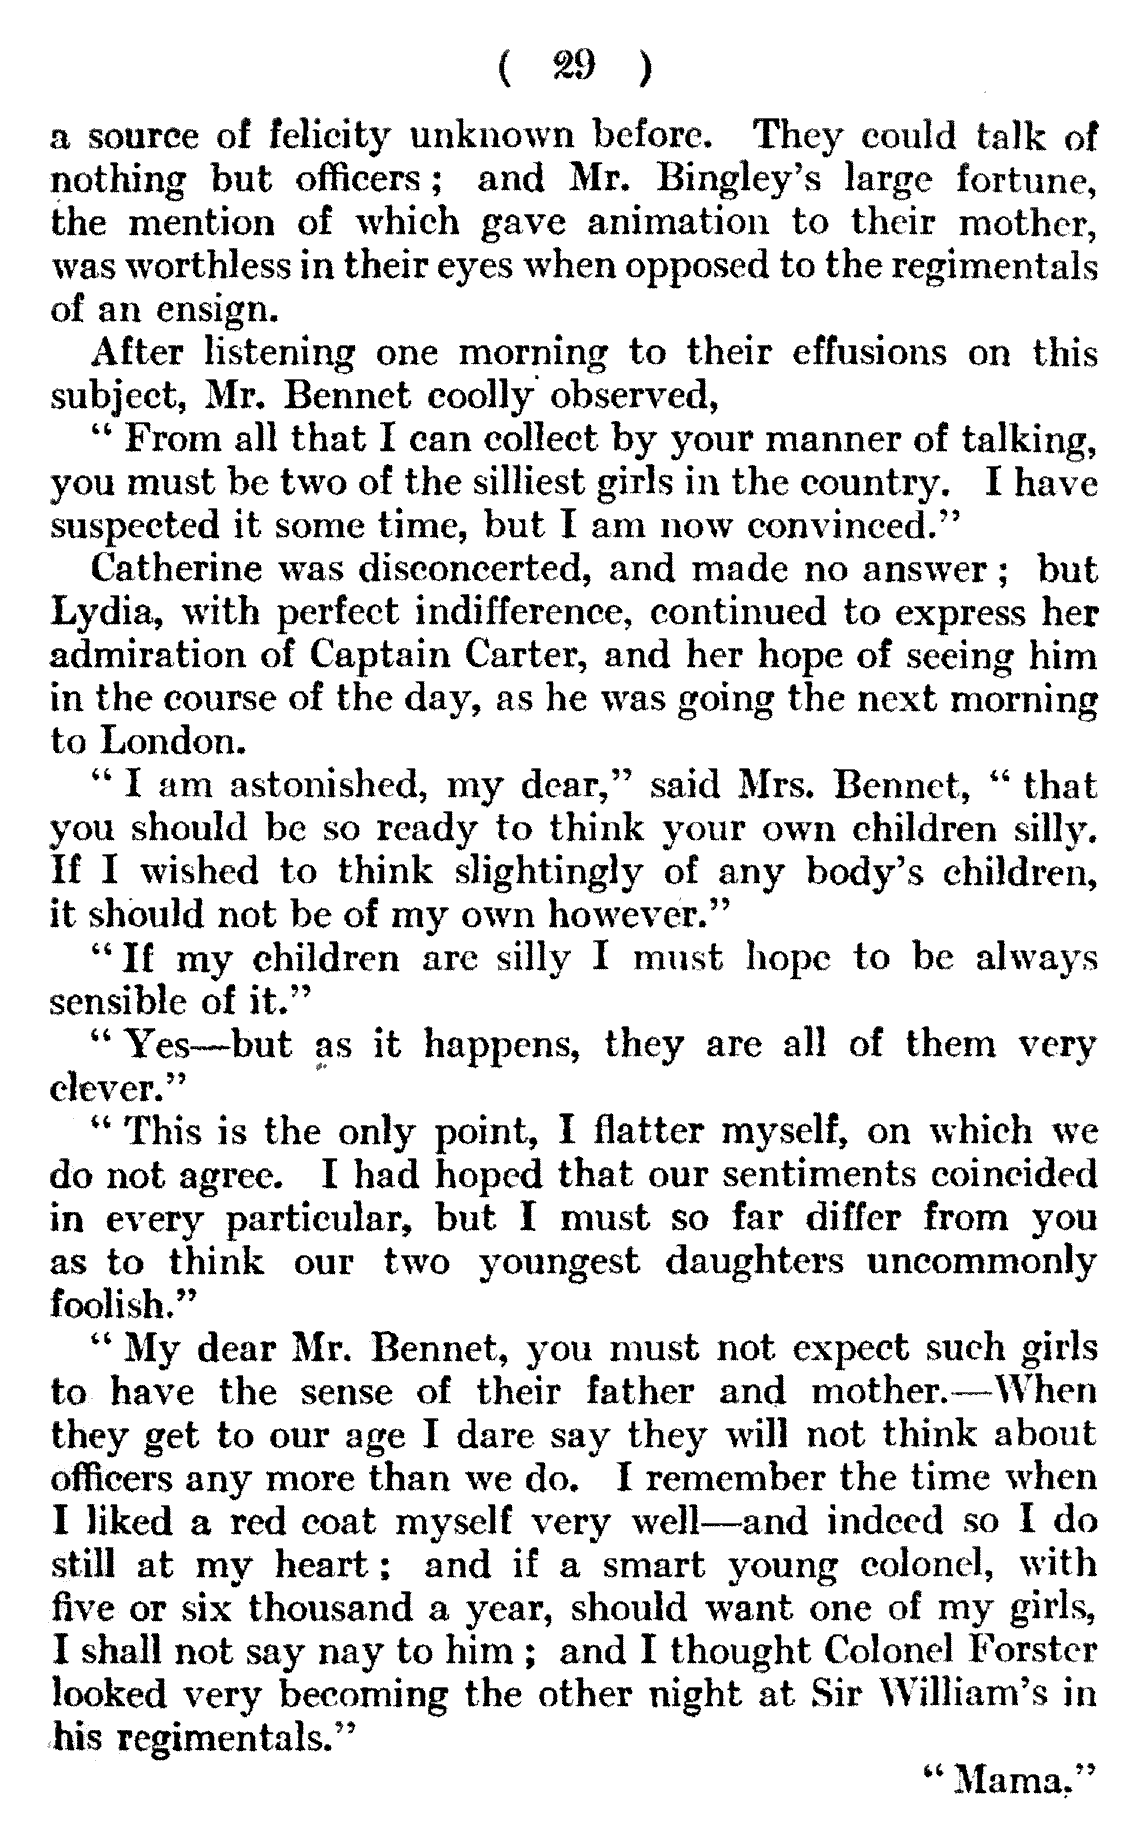 ( 29 )
a source of felicity unknown before. They could talk of
nothing but officers ; and Mr. Bingley's large fortune,
the mention of which gave animation to their mother,
was worthless in their eyes when opposed to the regimentals
of an ensign.
After listening one morning to their effusions on this
subject, Mr. Bennet coolly observed,
“ From all that I can collect by your manner of talking,
you must be two of the silliest girls in the country. I have
suspected it some time, but I am now convinced.”
Catherine was disconcerted, and made no answer ; but
Lydia, with perfect indifference, continued to express her
admiration of Captain Carter, and her hope of seeing him
in the course of the day, as he was going the next morning
to London.
“ I am astonished, my dear,” said Mrs. Bennet, “ that
you should be so ready to think your own children silly.
If I wished to think slightingly of any body's children,
it should not be of my own however.”
“ If my children are silly I must hope to be always
sensible of it.”
“ Yes—but as it happens, they are all of them very
clever.”
“ This is the only point, I flatter myself, on which we
do not agree. I had hoped that our sentiments coincided
in every particular, but I must so far differ from you
as to think our two youngest daughters uncommonly
foolish.”
“ My dear Mr. Bennet, you must not expect such girls
to have the sense of their father and mother.—When
they get to our age I dare say they will not think about
officers any more than we do. I remember the time when
I liked a red coat myself very well—and indeed so I do
still at my heart ; and if a smart young colonel, with
five or six thousand a year, should want one of my girls,
I shall not say nay to him ; and I thought Colonel Forster
looked very becoming the other night at Sir William's in
his regimentals.”
“ Mama.”